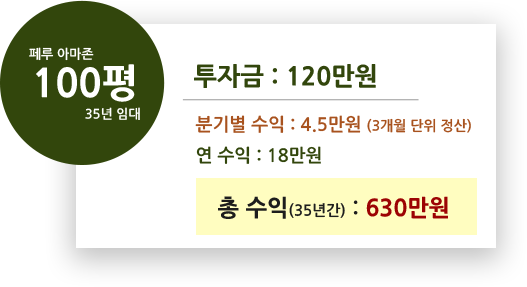 페루 아마존
100평
35년 임대
투자금 : 120만원
분기별 수익 : 4.5만원 (3개월 단위 정산)
연 수익 : 18만원
총 수익(35년간) : 630만원